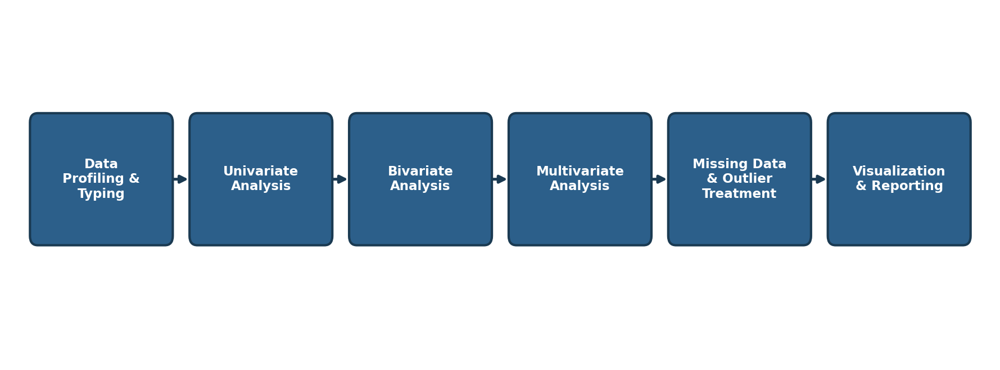 Data
Profiling &
Typing
Univariate
Analysis
Bivariate
Analysis
Multivariate
Analysis
Missing Data
& Outlier
Treatment
Visualization
& Reporting